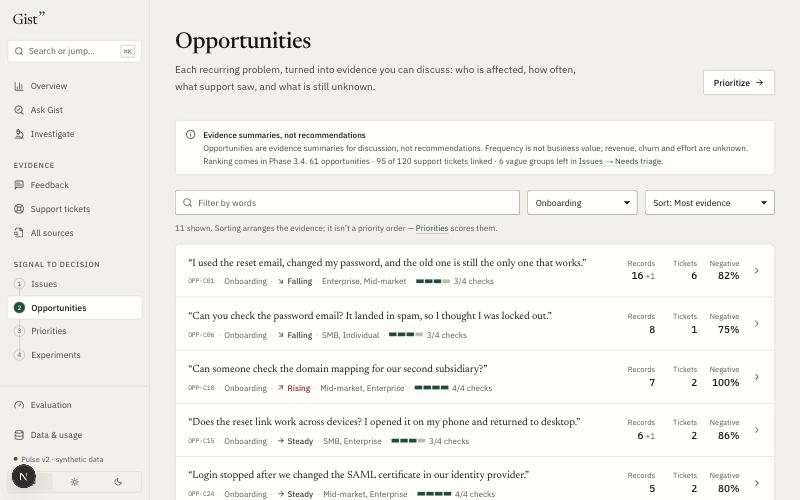 Gist”
Search or jump... ⌘K
Overview
Ask Gist
Investigate
EVIDENCE
Feedback
Support tickets
All sources
SIGNAL TO DECISION
1 Issues
2 Opportunities
3 Priorities
4 Experiments
Evaluation
Data & usage
Pulse v2 · synthetic data
N
Opportunities
Each recurring problem, turned into evidence you can discuss: who is affected, how often,
what support saw, and what is still unknown.
Prioritize →
Evidence summaries, not recommendations
Opportunities are evidence summaries for discussion, not recommendations. Frequency is not business value; revenue, churn and effort are unknown.
Ranking comes in Phase 3.4. 61 opportunities · 95 of 120 support tickets linked · 6 vague groups left in Issues → Needs triage.
Filter by words
Onboarding
Sort: Most evidence
11 shown. Sorting arranges the evidence; it isn’t a priority order — Priorities scores them.
“I used the reset email, changed my password, and the old one is still the only one that works.”
OPP-C01 · Onboarding · ↘ Falling · Enterprise, Mid-market · 3/4 checks
Records Tickets Negative
16 +1 6 82%
“Can you check the password email? It landed in spam, so I thought I was locked out.”
OPP-C06 · Onboarding · ↘ Falling · SMB, Individual · 3/4 checks
Records Tickets Negative
8 1 75%
“Can someone check the domain mapping for our second subsidiary?”
OPP-C10 · Onboarding · ↗ Rising · Mid-market, Enterprise · 4/4 checks
Records Tickets Negative
7 2 100%
“Does the reset link work across devices? I opened it on my phone and returned to desktop.”
OPP-C15 · Onboarding · → Steady · SMB, Enterprise · 3/4 checks
Records Tickets Negative
6 +1 2 86%
“Login stopped after we changed the SAML certificate in our identity provider.”
OPP-C24 · Onboarding · → Steady · Mid-market, Enterprise · 4/4 checks
Records Tickets Negative
5 2 80%